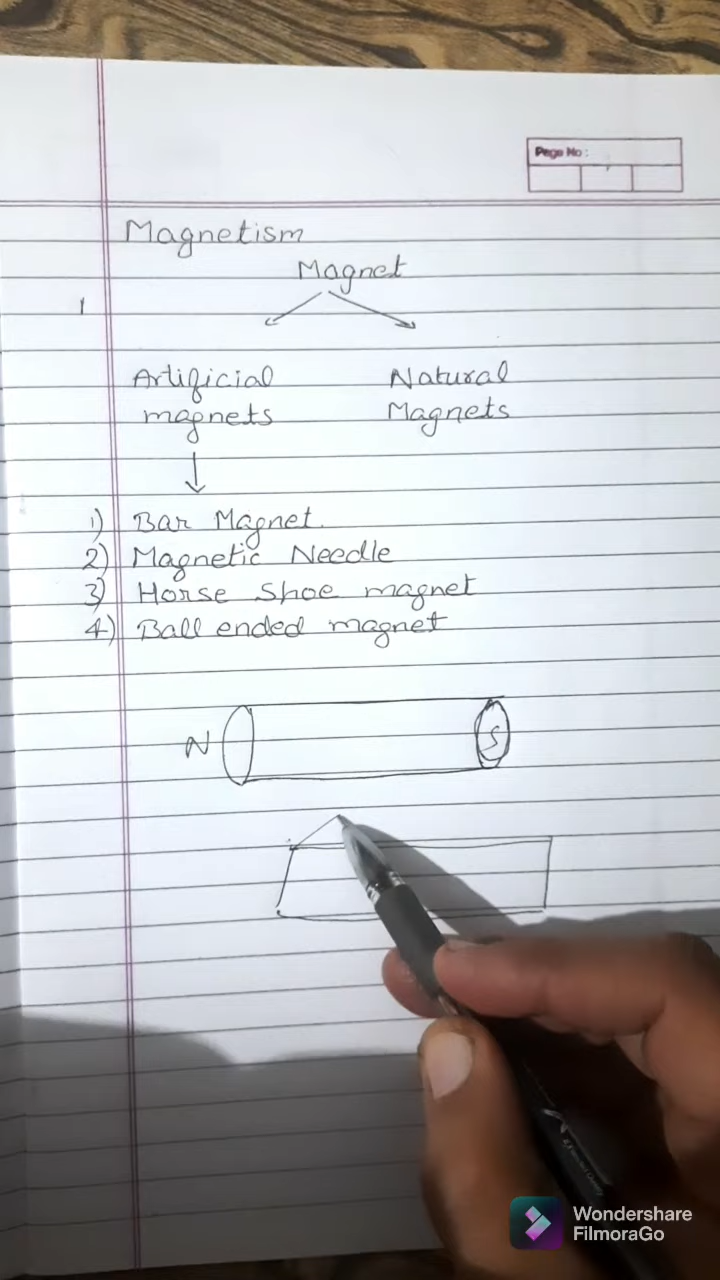 Page No :
Magnetism
Magnet
1
Artificial magnets
Natural Magnets
1) Bar Magnet.
2) Magnetic Needle
3) Horse Shoe magnet
4) Ball ended magnet
N
S
Wondershare
FilmoraGo